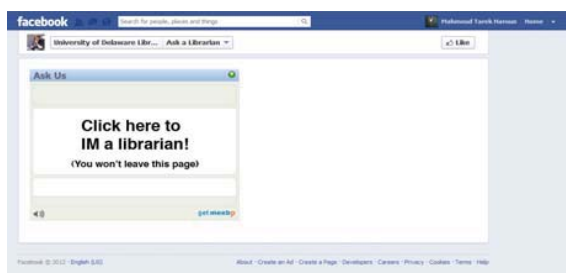 facebook
Search for people, places and things
Mahmoud Tarek Home
University of Delaware Libr... Ask a Librarian
Like
Ask Us
Click here to
IM a librarian!
(You won't leave this page)
get meebo
Facebook © 2012 · English (US)
About · Create an Ad · Create a Page · Developers · Careers · Privacy · Cookies · Terms · Help